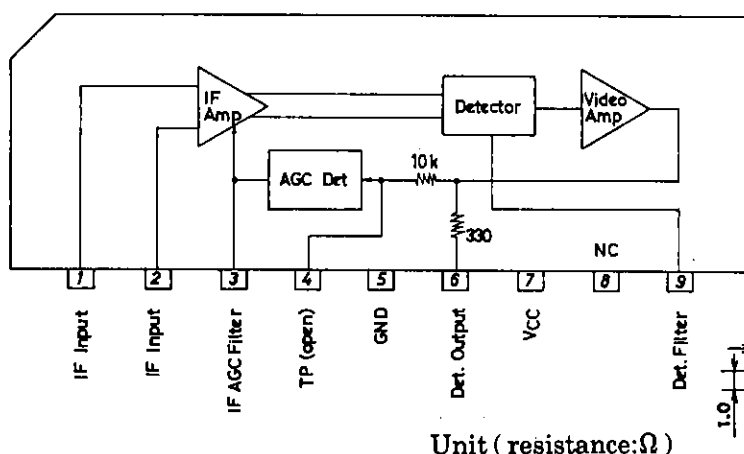 IF
Amp
Detector
Video
Amp
10k
AGC Det
330
NC
1 2 3 4 5 6 7 8 9
IF Input
IF Input
IF AGC Filter
TP (open)
GND
Det. Output
VCC
Det. Filter
1.0
Unit (resistance:Ω)